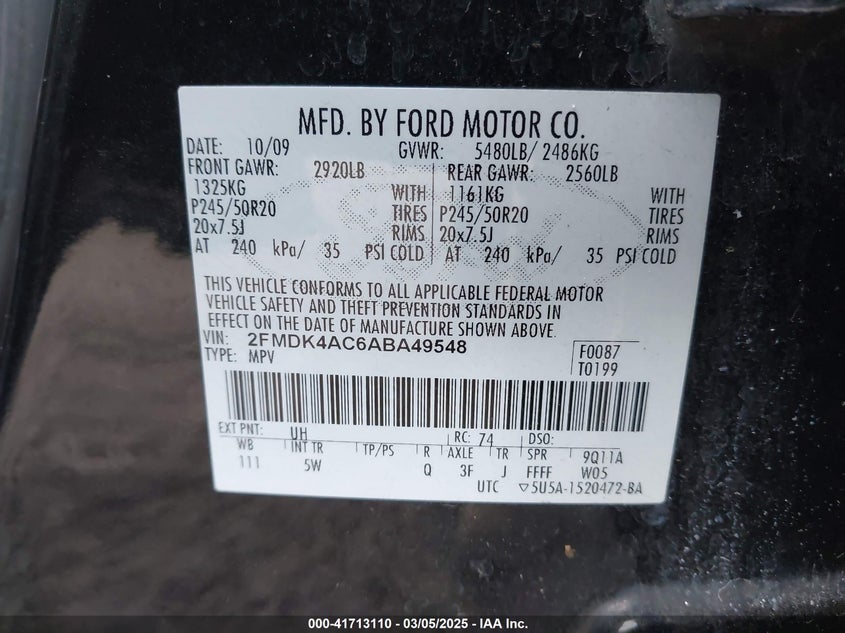 MFD. BY FORD MOTOR CO.
DATE: 10/09 GVWR: 5480LB/ 2486KG
FRONT GAWR: 2920LB REAR GAWR: 2560LB
1325KG WITH 1161KG WITH
P245/50R20 TIRES P245/50R20 TIRES
20x7.5J RIMS 20x7.5J RIMS
AT 240 kPa/ 35 PSI COLD AT 240 kPa/ 35 PSI COLD
THIS VEHICLE CONFORMS TO ALL APPLICABLE FEDERAL MOTOR
VEHICLE SAFETY AND THEFT PREVENTION STANDARDS IN
EFFECT ON THE DATE OF MANUFACTURE SHOWN ABOVE.
VIN: 2FMDK4AC6ABA49548 F0087
TYPE: MPV T0199
EXT PNT: UH RC: 74 DSO:
WB INT TR TP/PS R AXLE TR SPR 9Q11A
111 5W Q 3F J FFFF W05
UTC ▽5U5A-1520472-BA
000-41713110 — 03/05/2025 — IAA Inc.